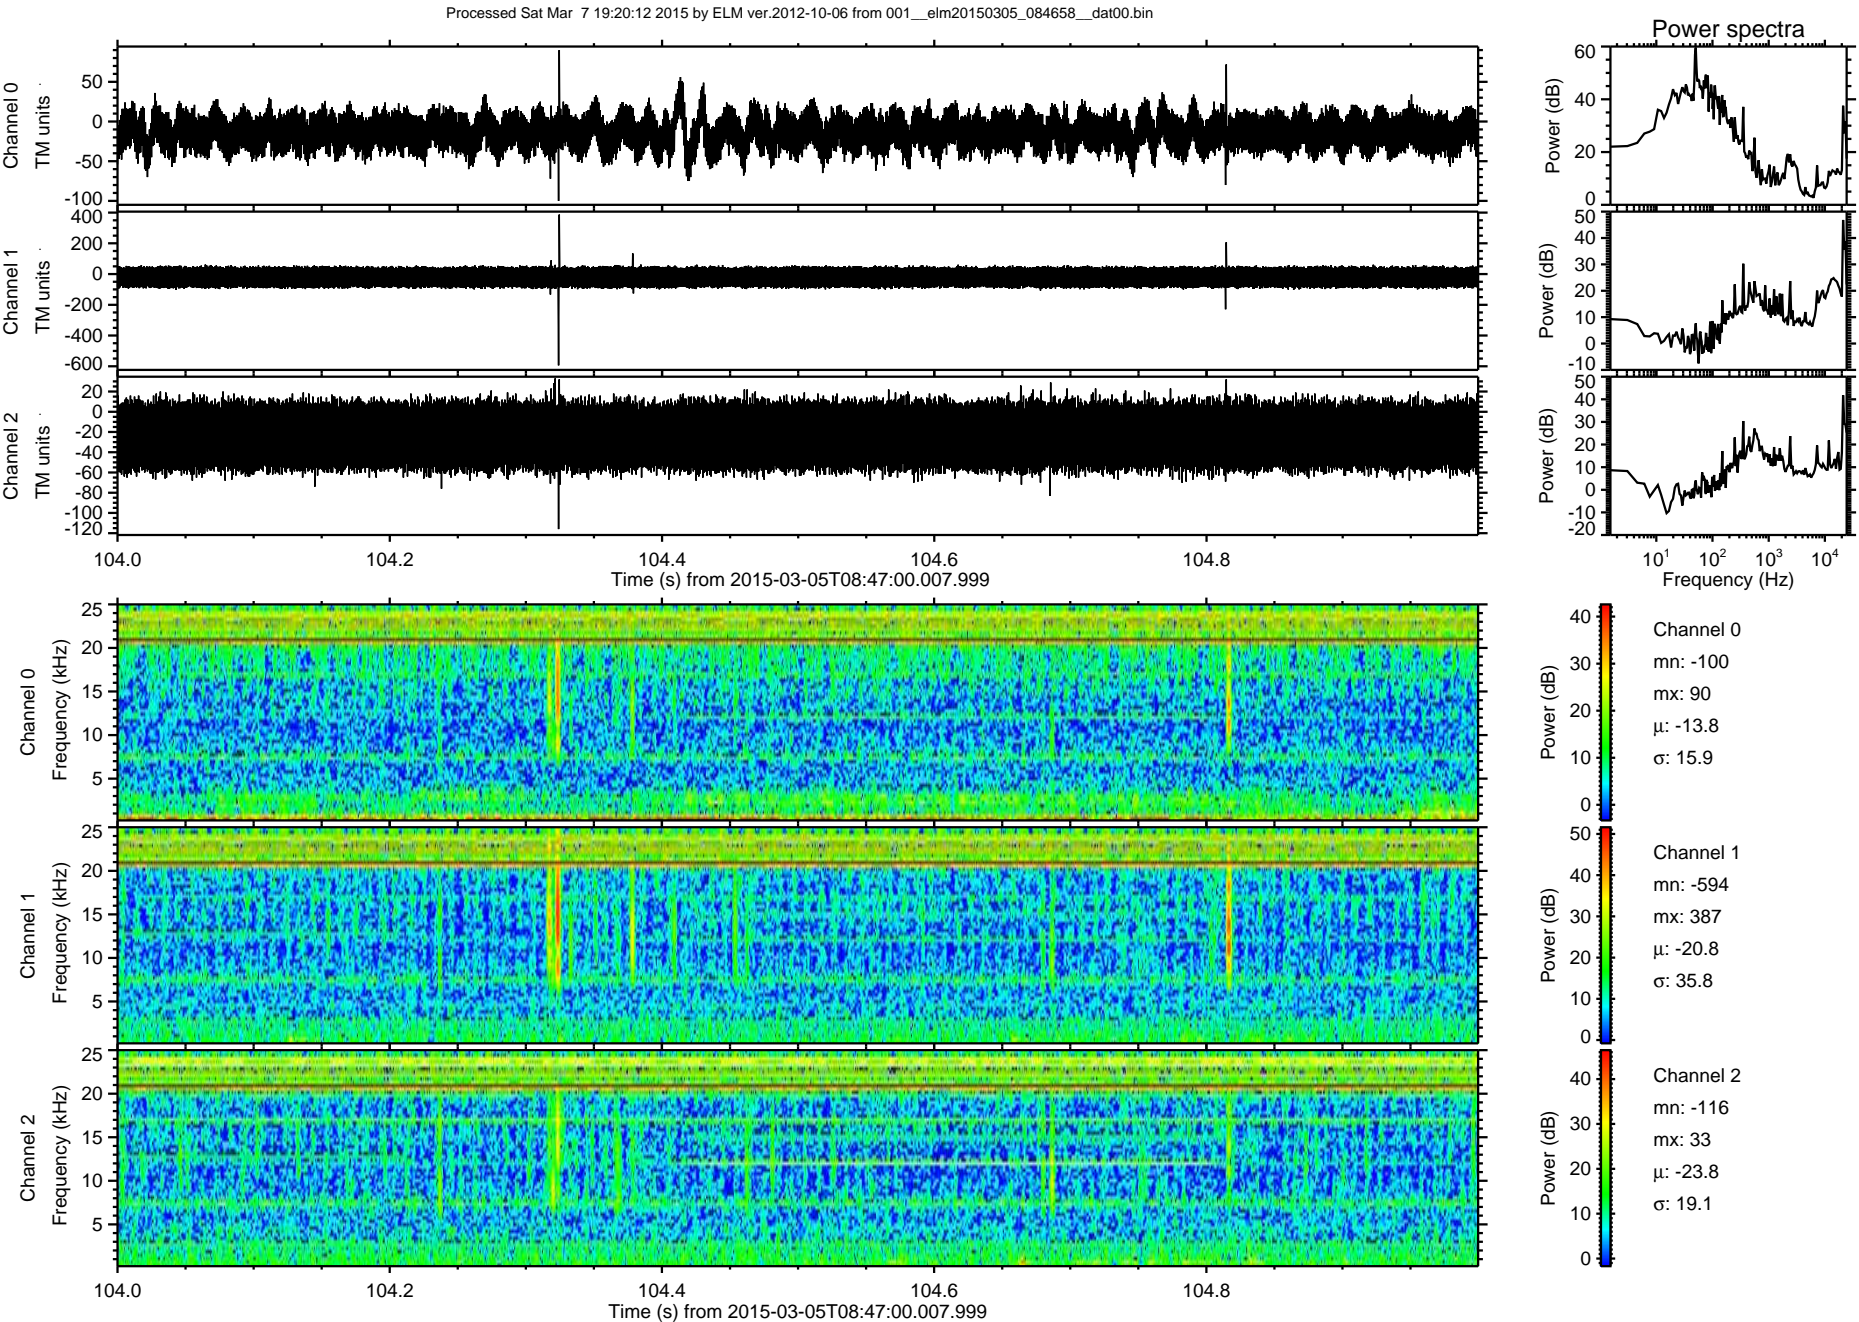 Processed Sat Mar 7 19:20:12 2015 by ELM ver.2012-10-06 from 001__elm20150305_084658__dat00.bin
Power spectra
Channel 0
TM units
50
0
-50
-100
Power (dB)
60
40
20
0
Channel 1
TM units
400
200
0
-200
-400
-600
Power (dB)
50
40
30
20
10
0
-10
Channel 2
TM units
20
0
-20
-40
-60
-80
-100
-120
Power (dB)
50
40
30
20
10
0
-10
-20
104.0 104.2 104.4 104.6 104.8
Time (s) from 2015-03-05T08:47:00.007.999
10¹ 10² 10³ 10⁴
Frequency (Hz)
Channel 0
Frequency (kHz)
25
20
15
10
5
Power (dB)
40
30
20
10
0
Channel 0
mn: -100
mx: 90
μ: -13.8
σ: 15.9
Channel 1
Frequency (kHz)
25
20
15
10
5
Power (dB)
50
40
30
20
10
0
Channel 1
mn: -594
mx: 387
μ: -20.8
σ: 35.8
Channel 2
Frequency (kHz)
25
20
15
10
5
Power (dB)
40
30
20
10
0
Channel 2
mn: -116
mx: 33
μ: -23.8
σ: 19.1
104.0 104.2 104.4 104.6 104.8
Time (s) from 2015-03-05T08:47:00.007.999